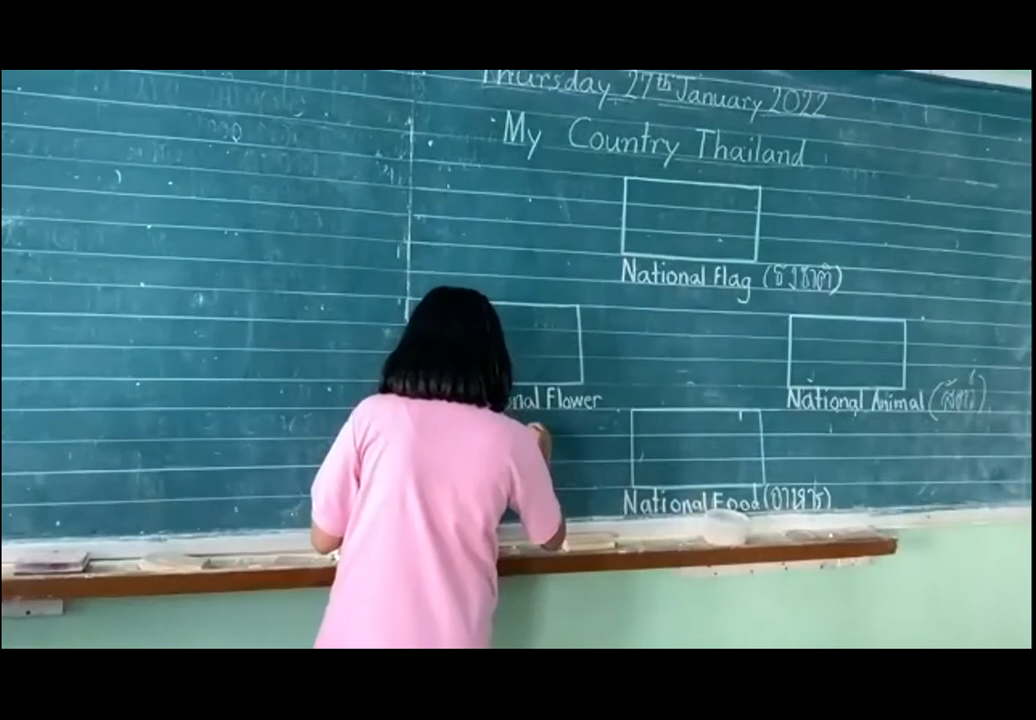 Thursday 27th January 2022
My Country Thailand
National Flag (ธงชาติ)
nal Flower
National Animal (สัตว์)
National Food (อาหาร)